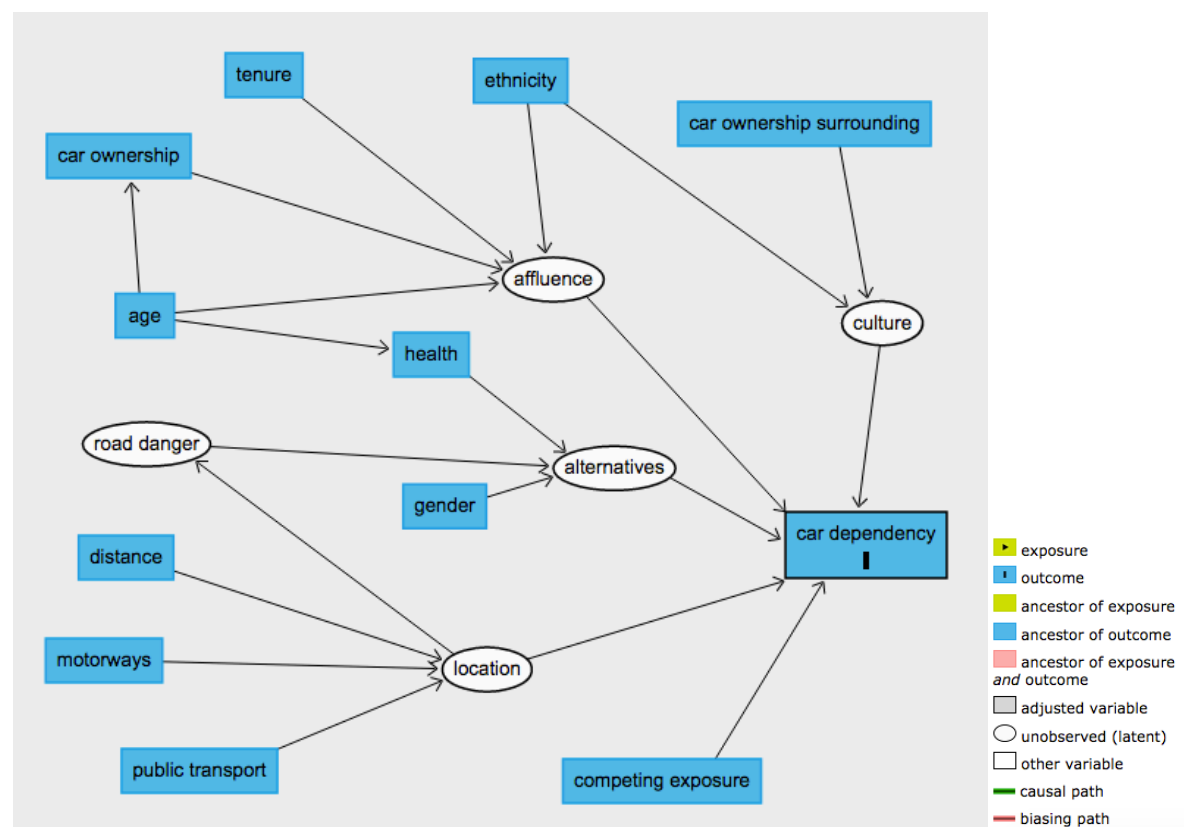 tenure
ethnicity
car ownership surrounding
car ownership
affluence
age
culture
health
road danger
alternatives
gender
car dependency
distance
motorways
location
public transport
competing exposure
exposure
outcome
ancestor of exposure
ancestor of outcome
ancestor of exposure
and outcome
adjusted variable
unobserved (latent)
other variable
causal path
biasing path